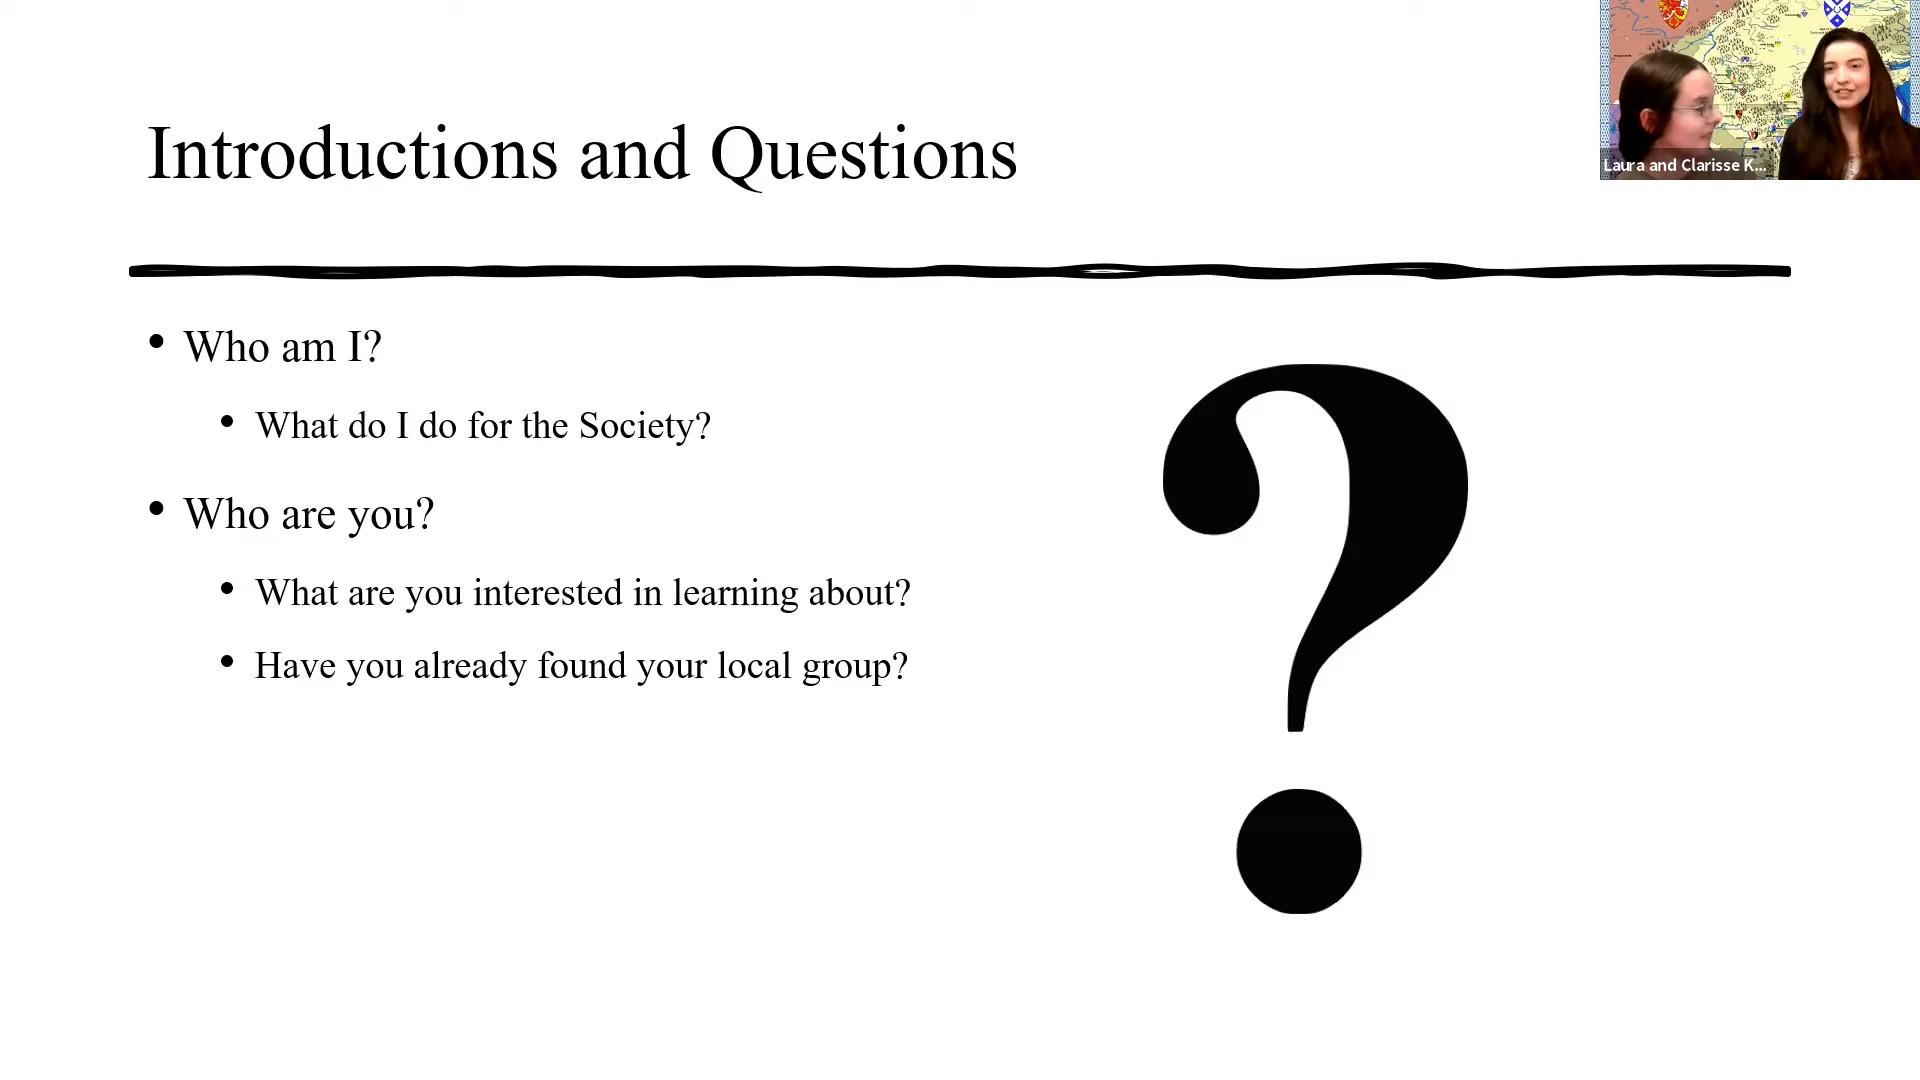 Introductions and Questions
Laura and Clarisse K...
• Who am I?
• What do I do for the Society?
• Who are you?
• What are you interested in learning about?
• Have you already found your local group?
?